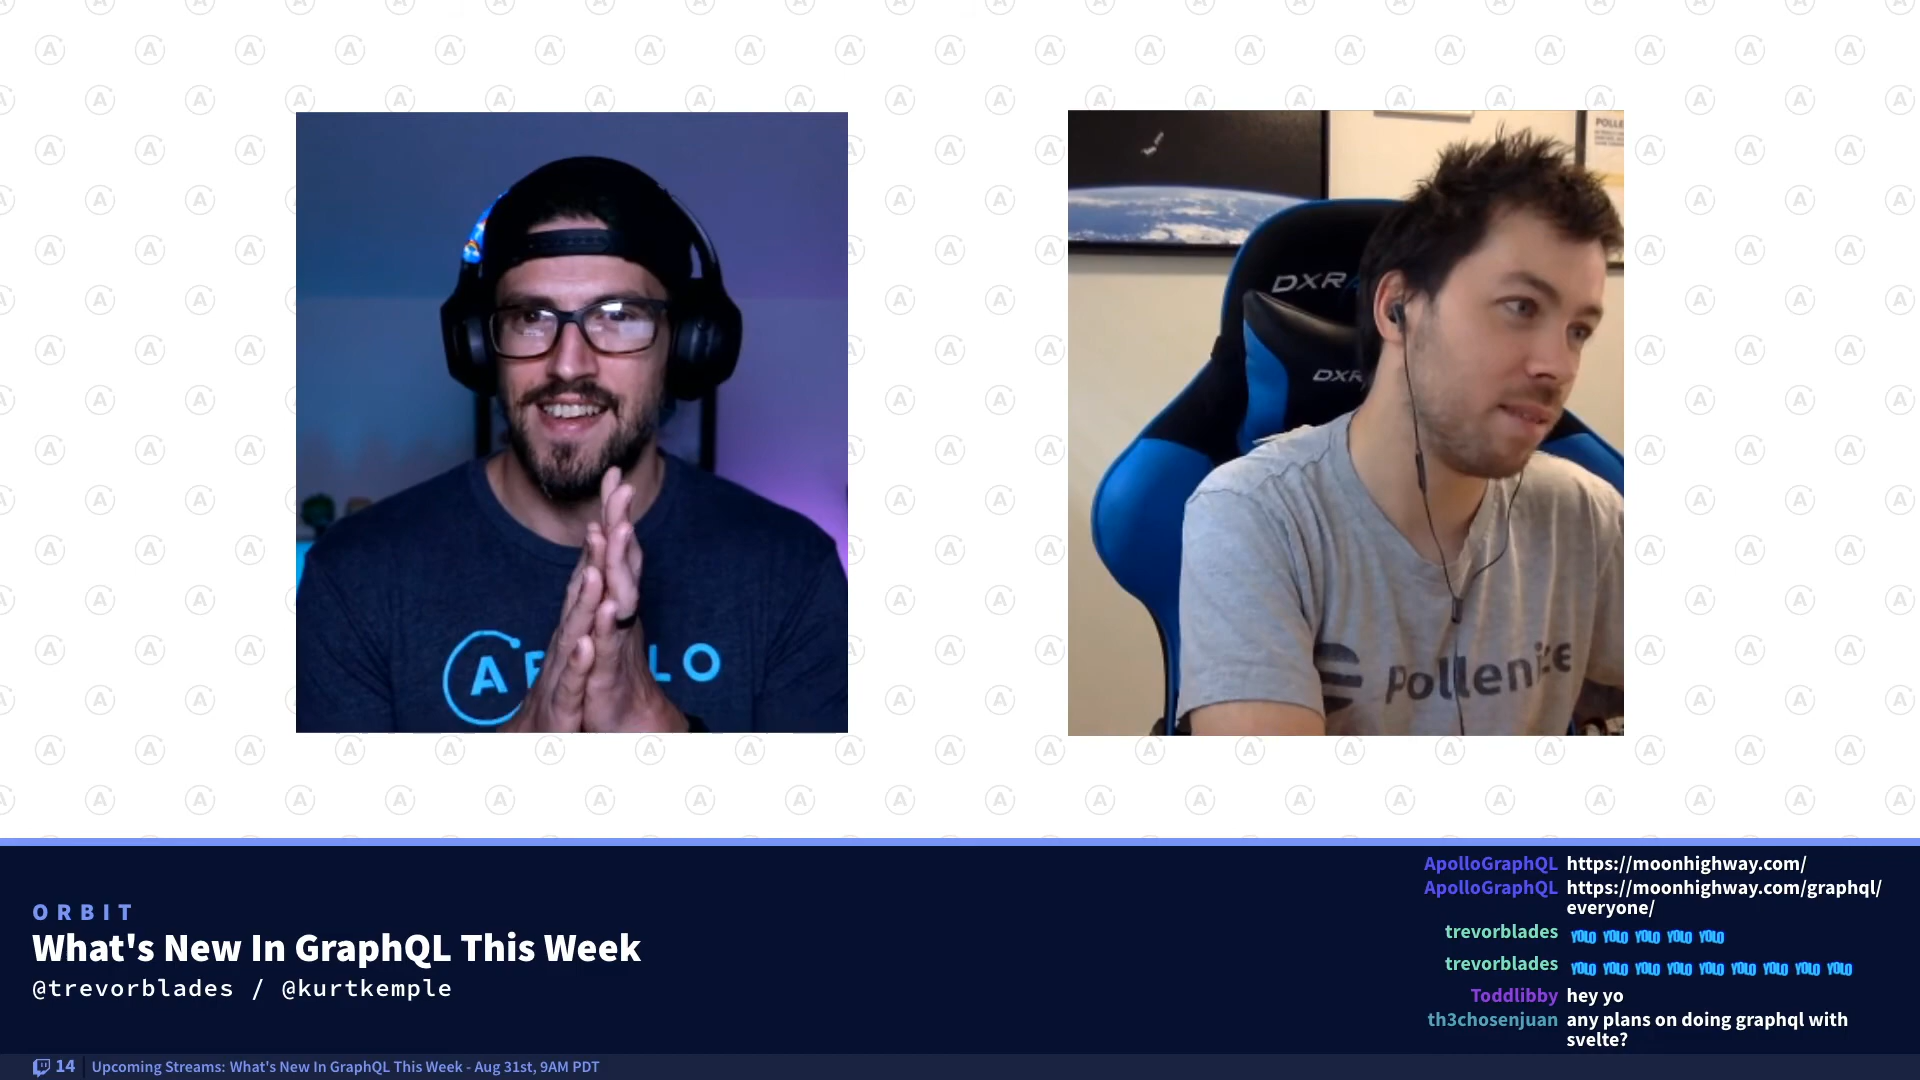 POLLE
DXR
DXR
Pollenize
A
LO
ORBIT
What's New In GraphQL This Week
@trevorblades / @kurtkemple
ApolloGraphQL https://moonhighway.com/
ApolloGraphQL https://moonhighway.com/graphql/
everyone/
trevorblades YOLO YOLO YOLO YOLO YOLO
trevorblades YOLO YOLO YOLO YOLO YOLO YOLO YOLO YOLO YOLO
Toddlibby hey yo
th3chosenjuan any plans on doing graphql with
svelte?
14 Upcoming Streams: What's New In GraphQL This Week - Aug 31st, 9AM PDT